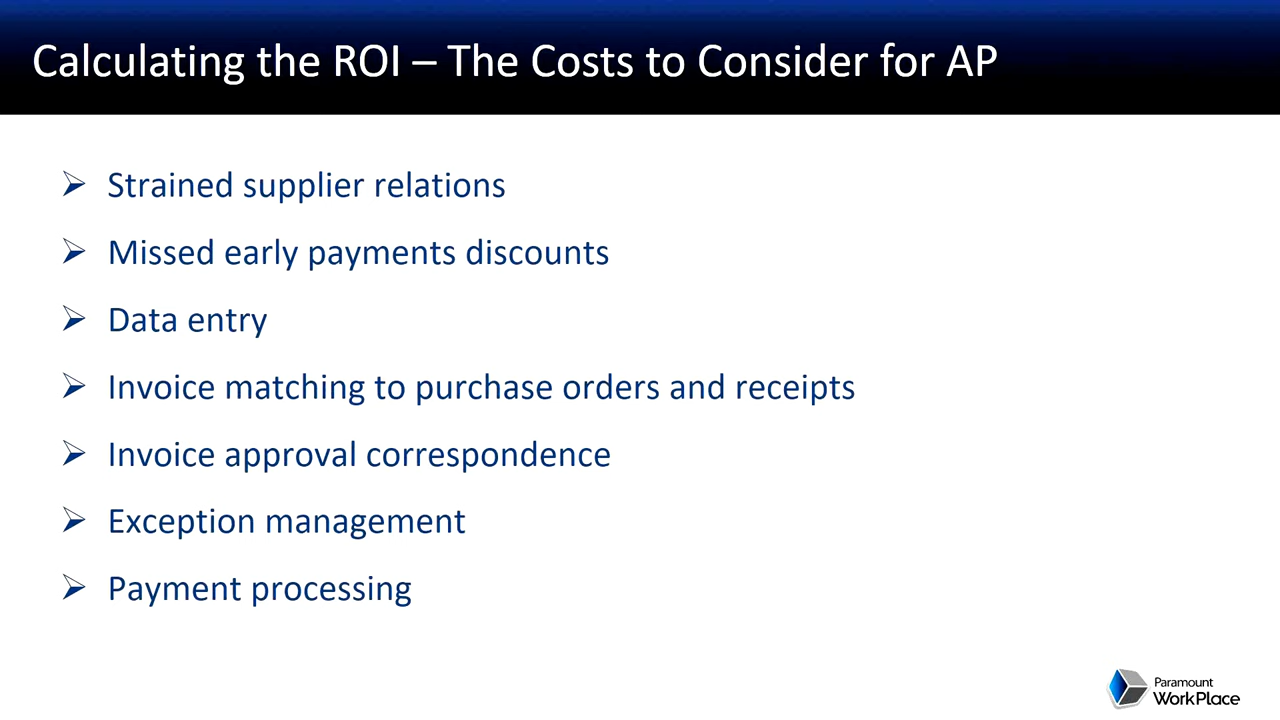 Calculating the ROI – The Costs to Consider for AP
Strained supplier relations
Missed early payments discounts
Data entry
Invoice matching to purchase orders and receipts
Invoice approval correspondence
Exception management
Payment processing
Paramount
WorkPlace